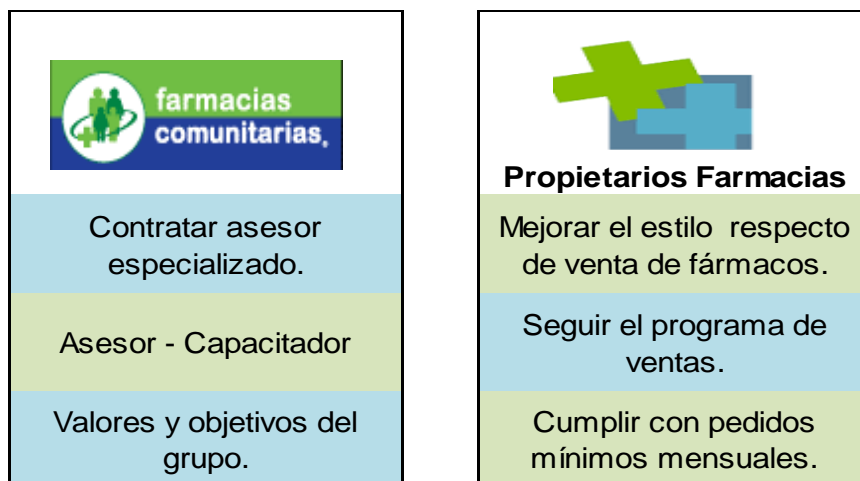 farmacias
comunitarias.
Contratar asesor
especializado.
Asesor - Capacitador
Valores y objetivos del
grupo.
Propietarios Farmacias
Mejorar el estilo respecto
de venta de fármacos.
Seguir el programa de
ventas.
Cumplir con pedidos
mínimos mensuales.